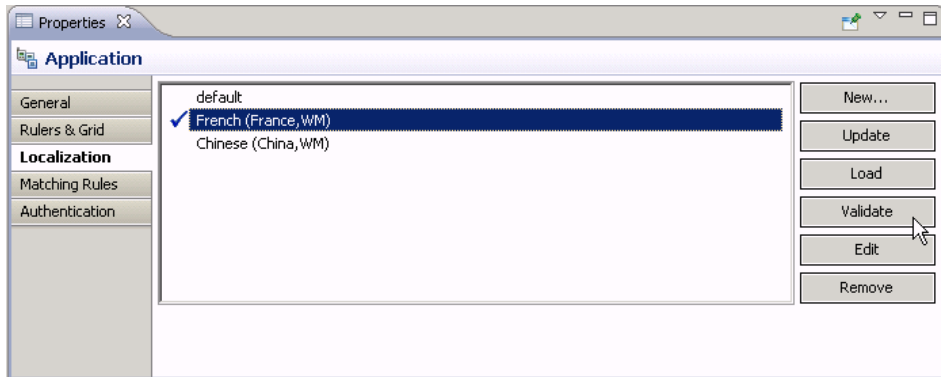 Properties
Application
General
Rulers & Grid
Localization
Matching Rules
Authentication
default
French (France,WM)
Chinese (China,WM)
New...
Update
Load
Validate
Edit
Remove